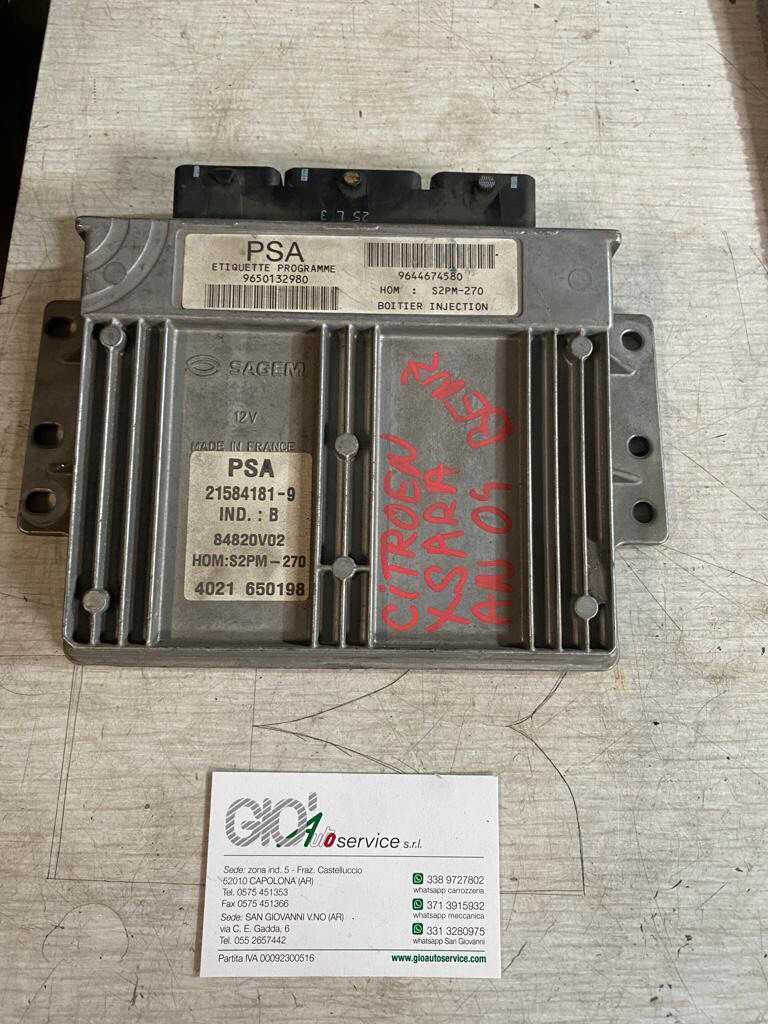 25 L 3
PSA
ETIQUETTE PROGRAMME
9650132980
9644674580
HOM : S2PM-270
BOITIER INJECTION
SAGEM
12V
MADE IN FRANCE
PSA
21584181-9
IND. : B
84820V02
HOM:S2PM-270
4021 650198
CiTROEN
XSARA
AN 04
BENZ
GIO'
Autoservice s.r.l.
Sede: zona ind. 5 - Fraz. Castelluccio
52010 CAPOLONA (AR)
Tel. 0575 451353
Fax 0575 451366
Sede: SAN GIOVANNI V.NO (AR)
via C. E. Gadda, 6
Tel. 055 2657442
Partita IVA 00092300516
338 9727802
whatsapp carrozzeria
371 3915932
whatsapp meccanica
331 3280975
whatsapp San Giovanni
www.gioautoservice.com